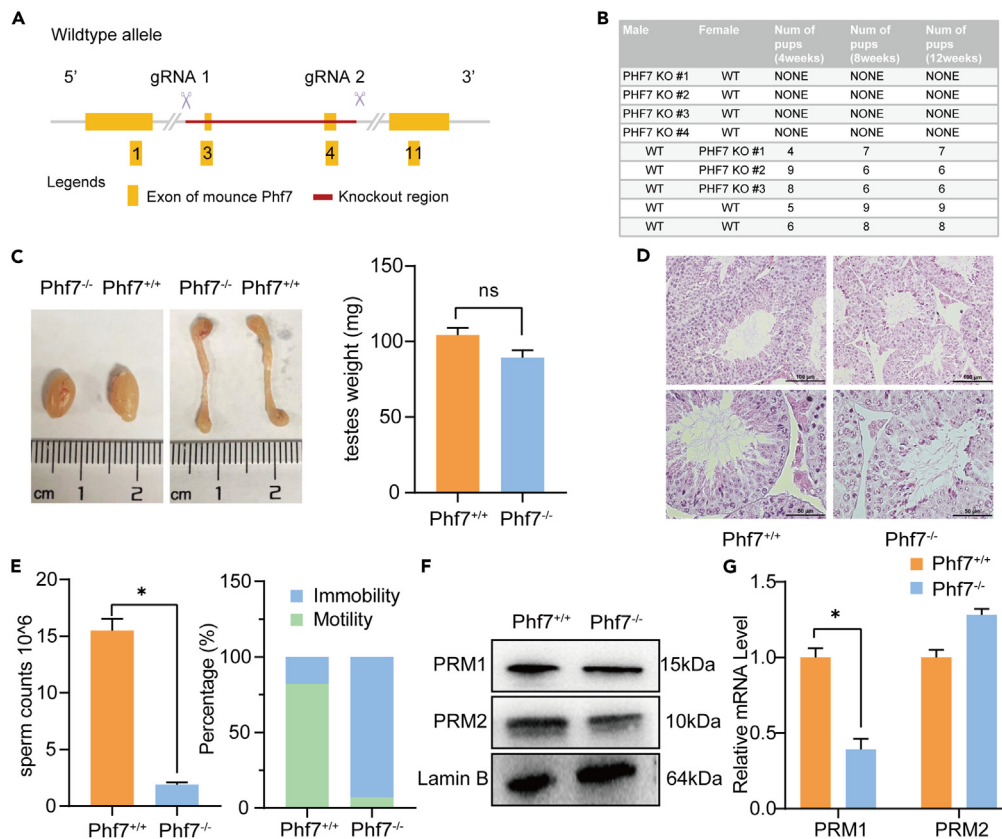 A
Wildtype allele
5’ gRNA 1 gRNA 2 3’
1 3 4 11
Legends
Exon of mounce Phf7 Knockout region
B
Male Female Num of pups (4weeks) Num of pups (8weeks) Num of pups (12weeks)
PHF7 KO #1 WT NONE NONE NONE
PHF7 KO #2 WT NONE NONE NONE
PHF7 KO #3 WT NONE NONE NONE
PHF7 KO #4 WT NONE NONE NONE
WT PHF7 KO #1 4 7 7
WT PHF7 KO #2 9 6 6
WT PHF7 KO #3 8 6 6
WT WT 5 9 9
WT WT 6 8 8
C
Phf7-/- Phf7+/+ Phf7-/- Phf7+/+
cm 1 2 cm 1 2
testes weight (mg)
150
100
50
0
ns
Phf7+/+ Phf7-/-
D
100 μm 100 μm
50 μm 50 μm
Phf7+/+ Phf7-/-
E
sperm counts 10^6
20
15
10
5
0
*
Phf7+/+ Phf7-/-
Percentage (%)
150
100
50
0
Immobility
Motility
Phf7+/+ Phf7-/-
F
Phf7+/+ Phf7-/-
PRM1 15kDa
PRM2 10kDa
Lamin B 64kDa
G
Phf7+/+
Phf7-/-
Relative mRNA Level
1.5
1.0
0.5
0.0
*
PRM1 PRM2